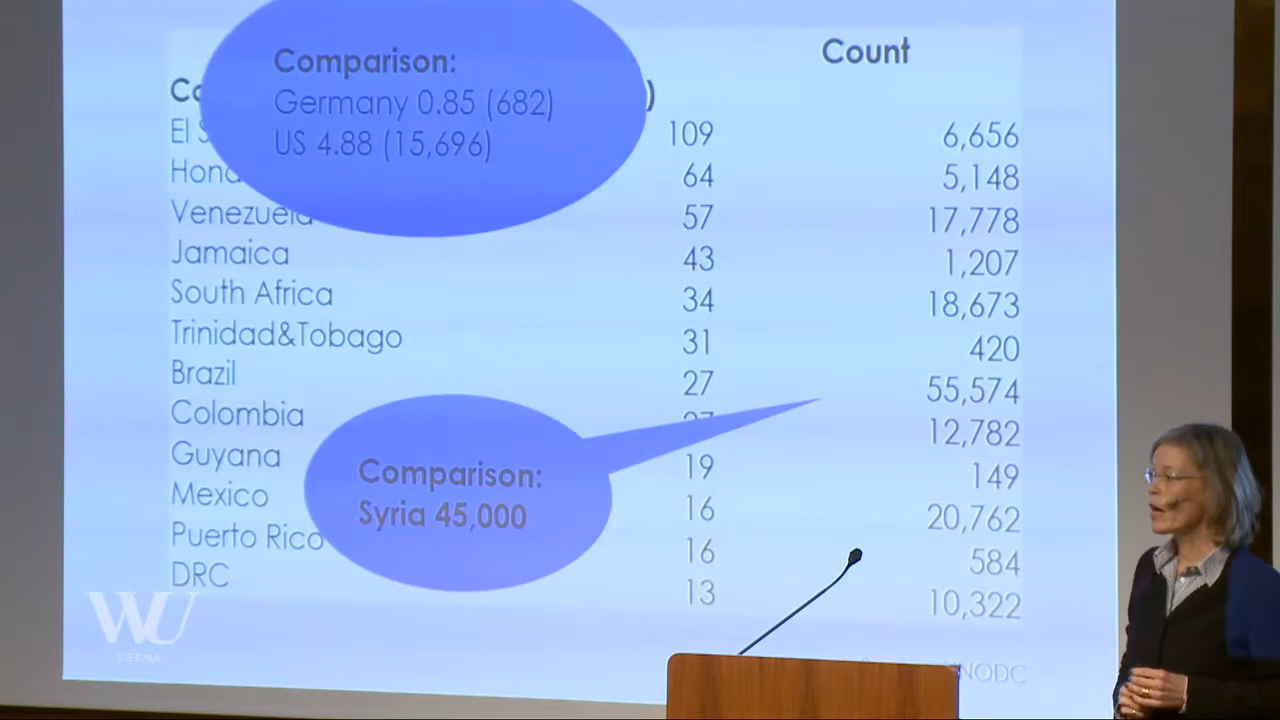 Comparison:
Germany 0.85 (682)
US 4.88 (15,696)
Count
El S 109 6,656
Hond 64 5,148
Venezuela 57 17,778
Jamaica 43 1,207
South Africa 34 18,673
Trinidad&Tobago 31 420
Brazil 27 55,574
Colombia 27 12,782
Guyana 19 149
Mexico 16 20,762
Puerto Rico 16 584
DRC 13 10,322
Comparison:
Syria 45,000
WU
VIENNA
NODC